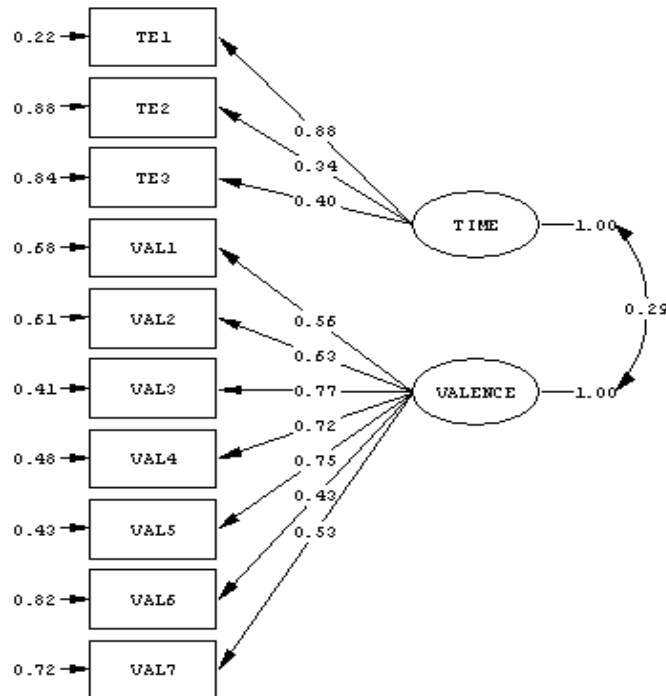 0.22 TE1
0.88 TE2
0.88
0.34
0.84 TE3
0.40
TIME 1.00
0.68 VAL1
0.29
0.61 VAL2
0.56
0.63
0.41 VAL3
0.77
VALENCE 1.00
0.72
0.48 VAL4
0.75
0.43
0.43 VAL5
0.53
0.82 VAL6
0.72 VAL7